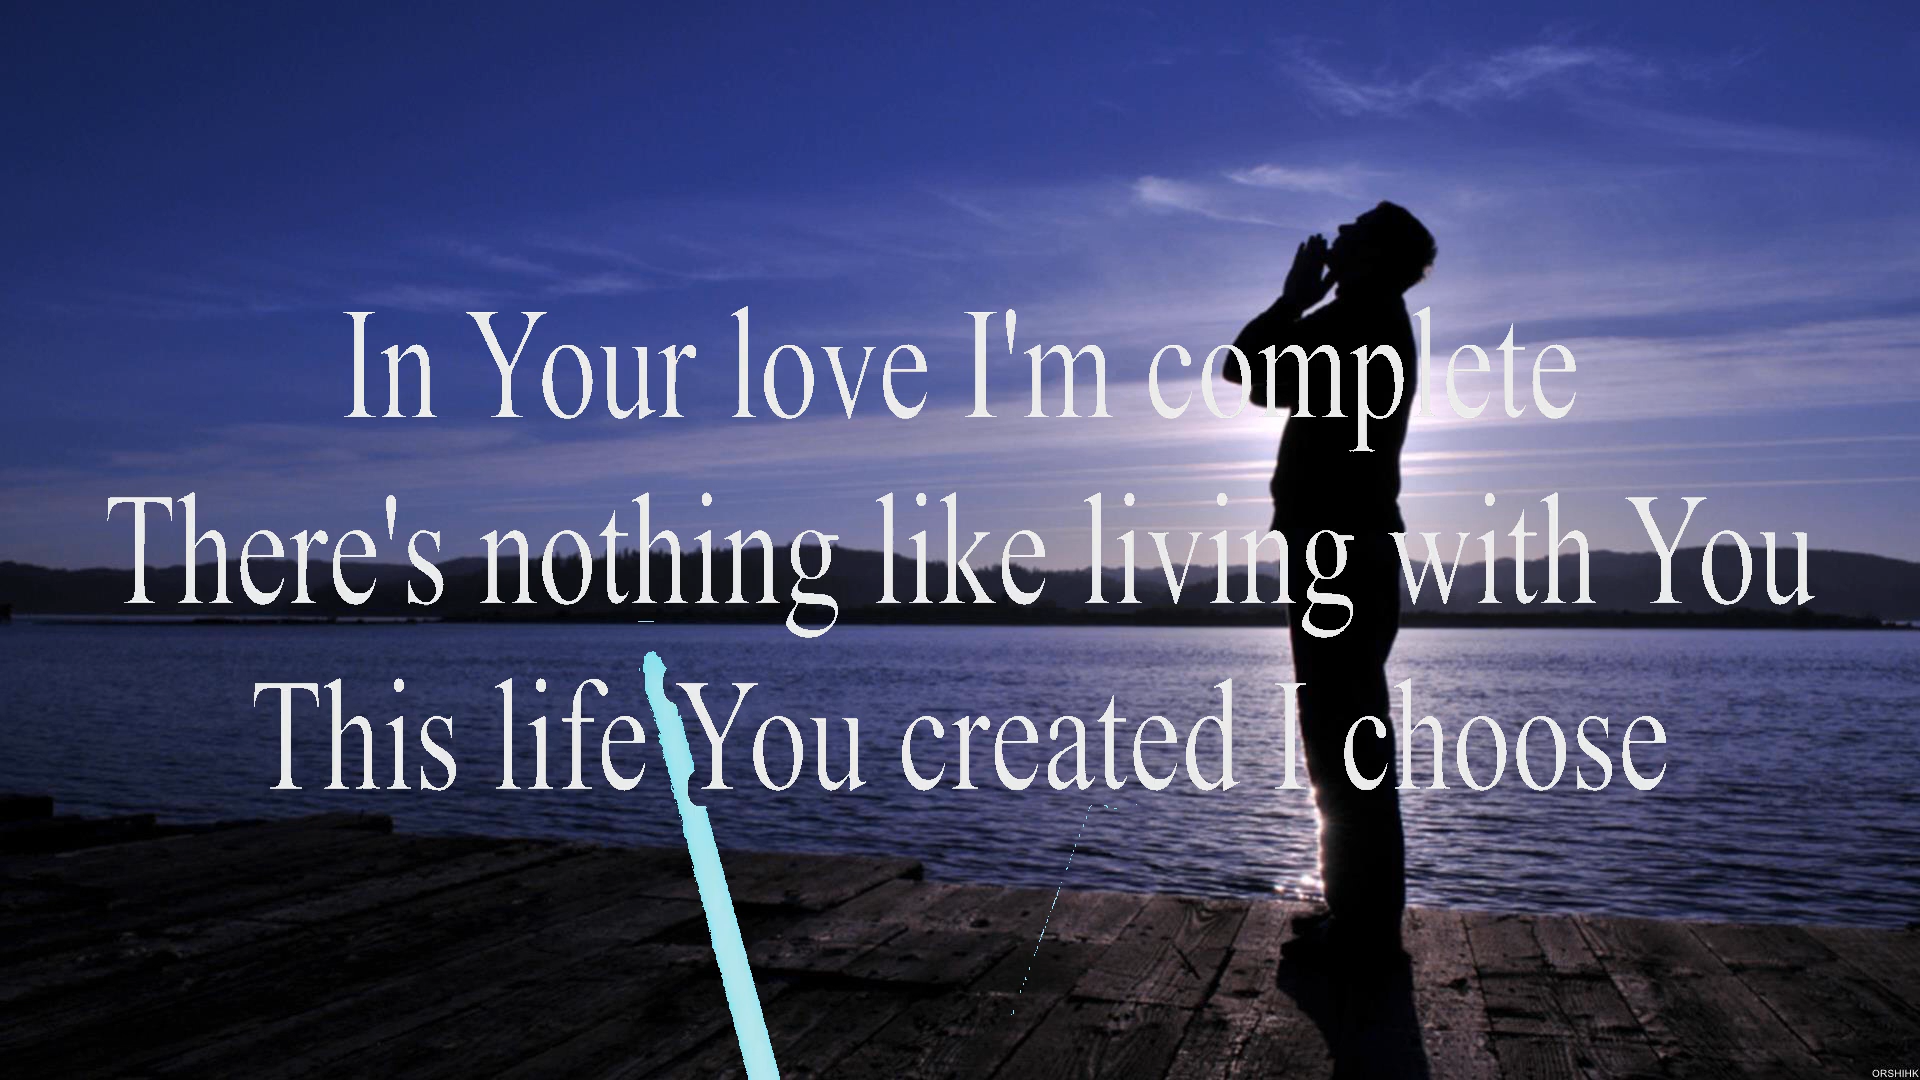 In Your love I'm complete
There's nothing like living with You
This life You created I choose
ORSHIHK